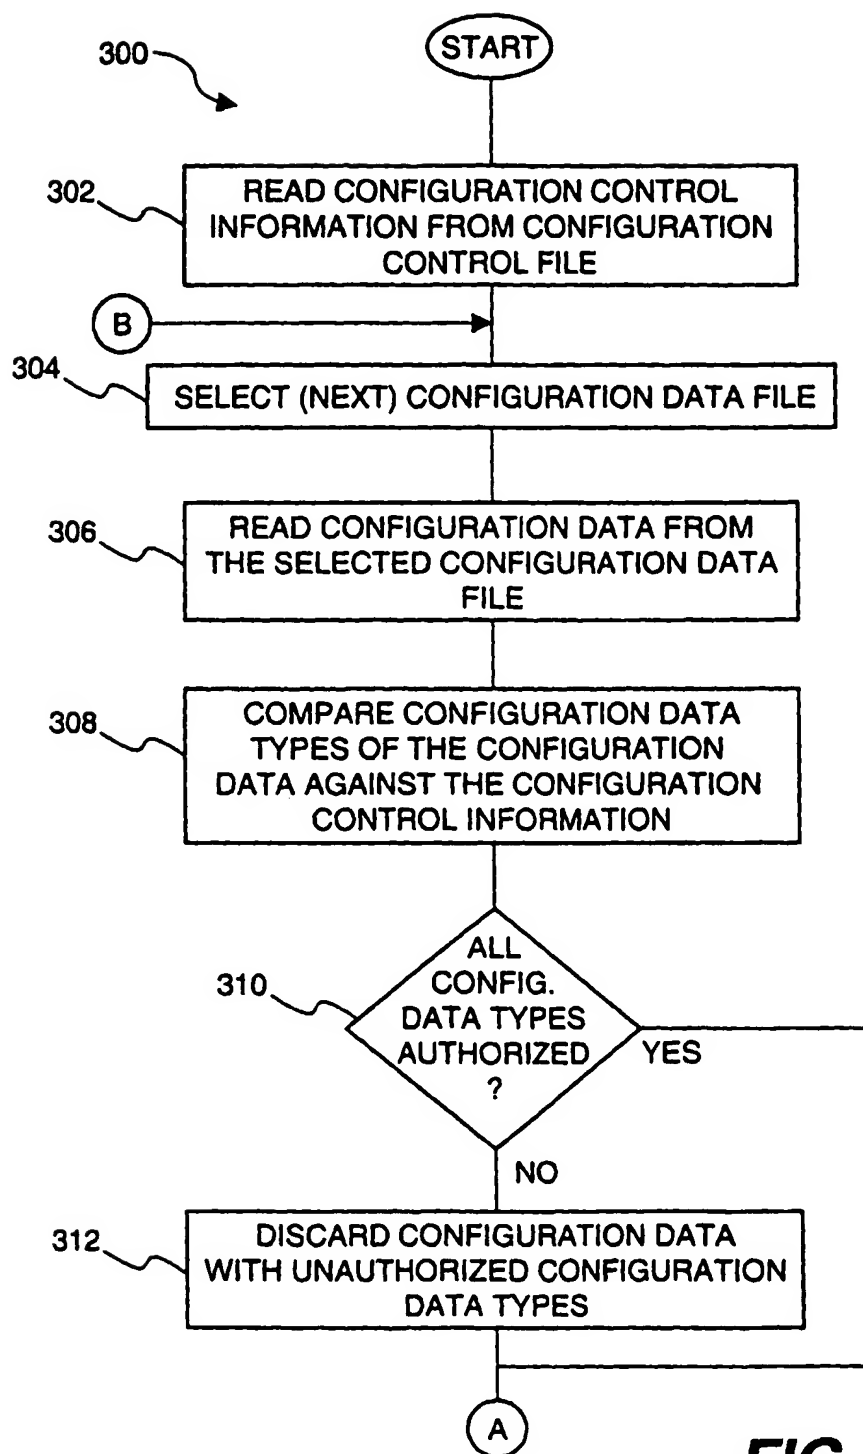 START
300
302
READ CONFIGURATION CONTROL
INFORMATION FROM CONFIGURATION
CONTROL FILE
B
304
SELECT (NEXT) CONFIGURATION DATA FILE
306
READ CONFIGURATION DATA FROM
THE SELECTED CONFIGURATION DATA
FILE
308
COMPARE CONFIGURATION DATA
TYPES OF THE CONFIGURATION
DATA AGAINST THE CONFIGURATION
CONTROL INFORMATION
310
ALL
CONFIG.
DATA TYPES
AUTHORIZED
?
YES
NO
312
DISCARD CONFIGURATION DATA
WITH UNAUTHORIZED CONFIGURATION
DATA TYPES
A
FIG